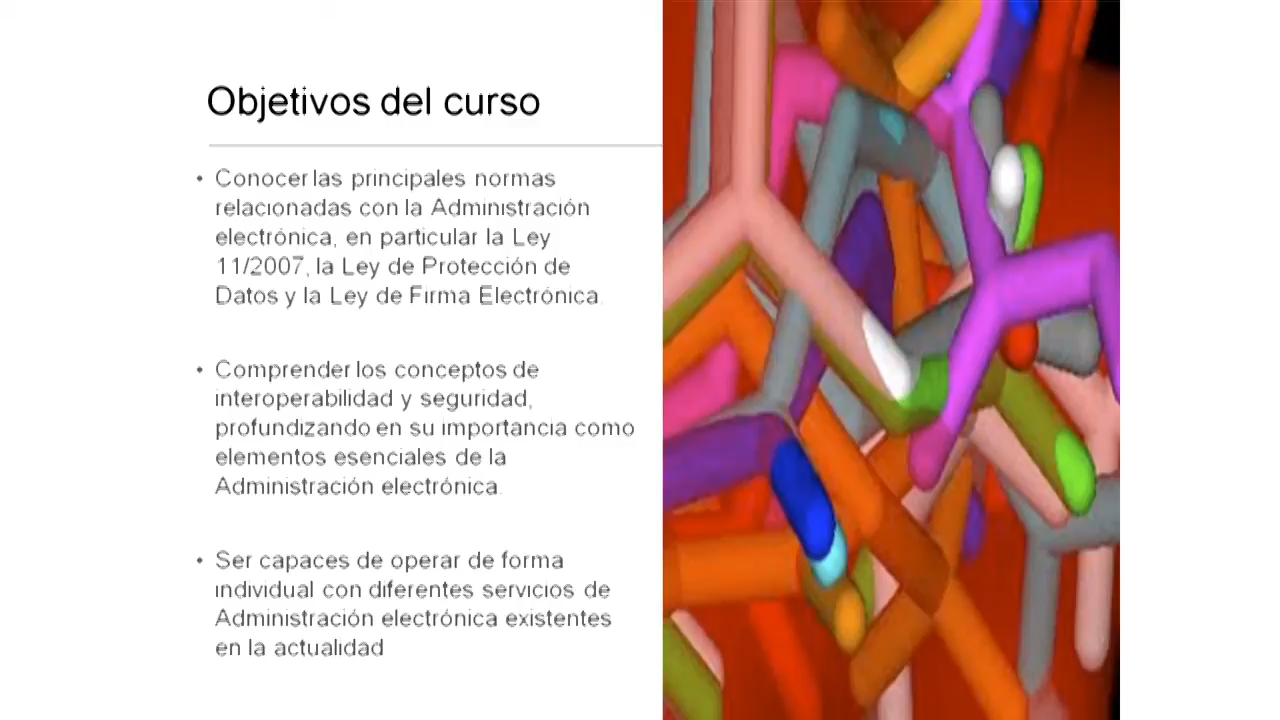 Objetivos del curso
• Conocer las principales normas
relacionadas con la Administración
electrónica, en particular la Ley
11/2007, la Ley de Protección de
Datos y la Ley de Firma Electrónica.
• Comprender los conceptos de
interoperabilidad y seguridad,
profundizando en su importancia como
elementos esenciales de la
Administración electrónica.
• Ser capaces de operar de forma
individual con diferentes servicios de
Administración electrónica existentes
en la actualidad